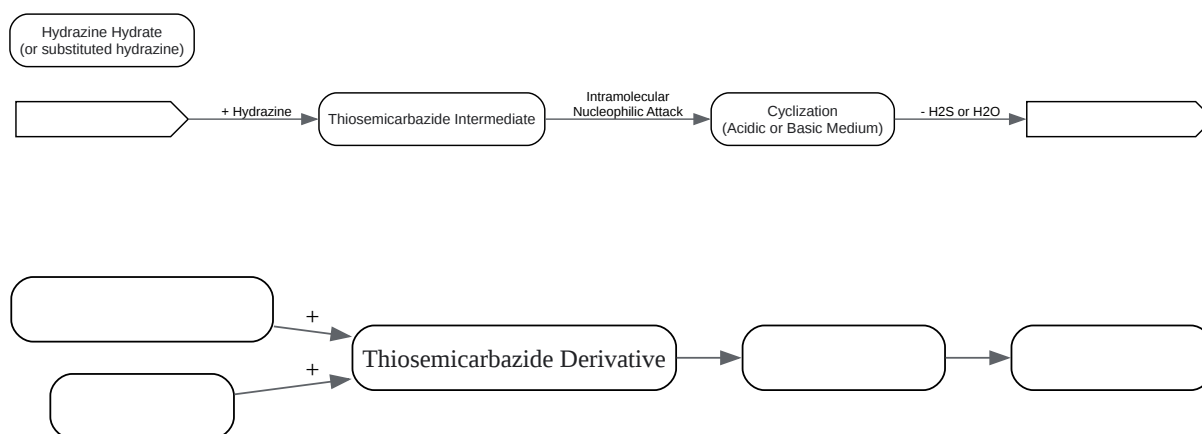 Hydrazine Hydrate
(or substituted hydrazine)
+ Hydrazine
Thiosemicarbazide Intermediate
Intramolecular
Nucleophilic Attack
Cyclization
(Acidic or Basic Medium)
- H2S or H2O
+
+
Thiosemicarbazide Derivative